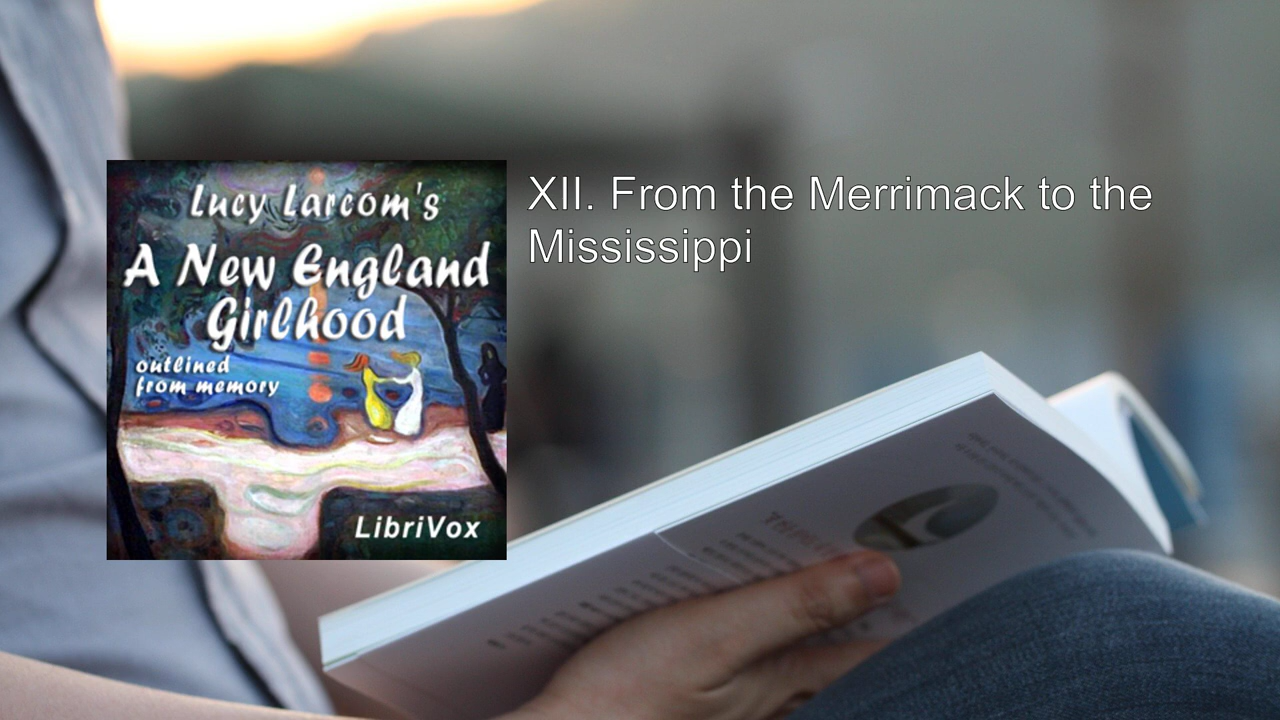 Lucy Larcom's
A New England
Girlhood
outlined
from memory
LibriVox
XII. From the Merrimack to the
Mississippi